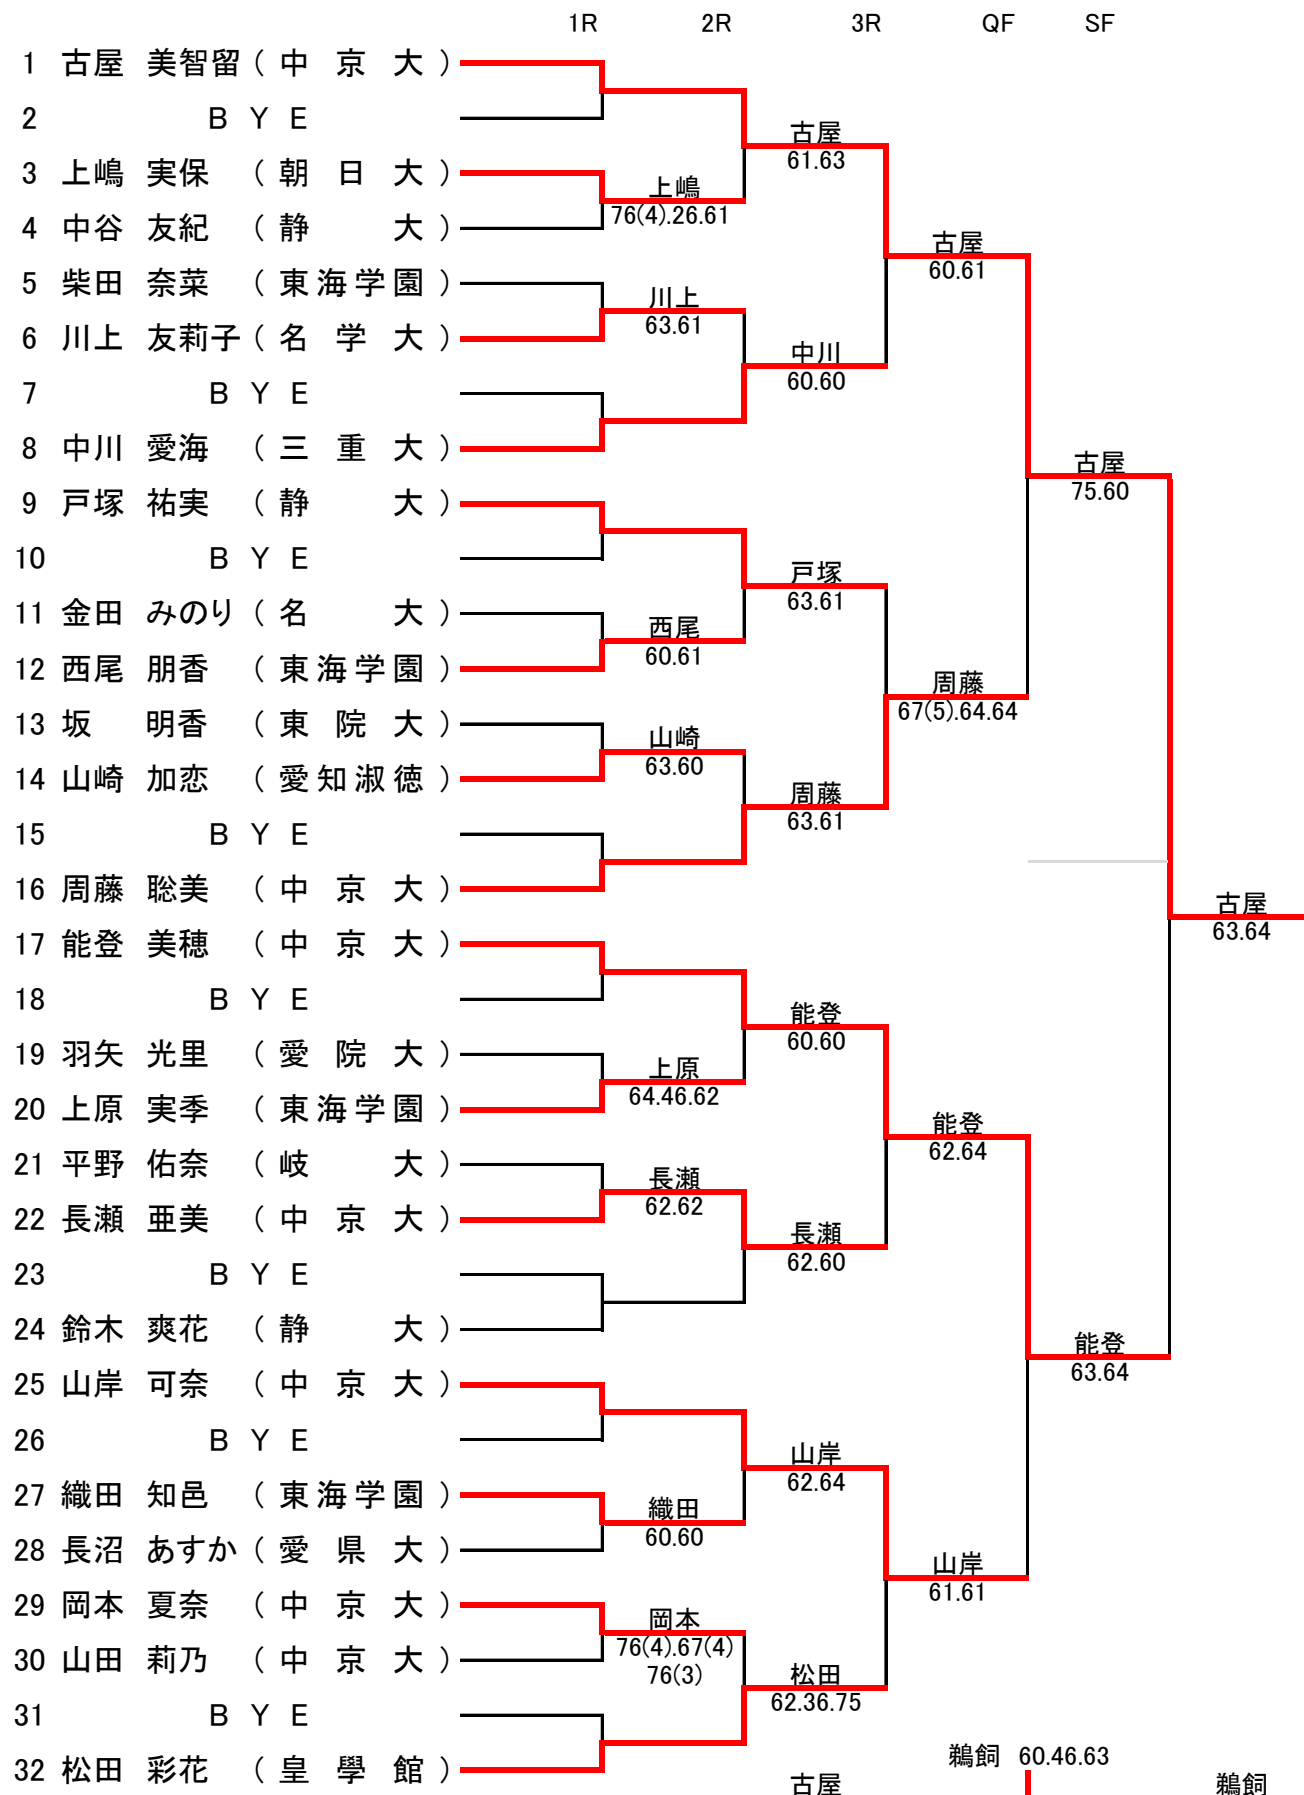 1R 2R 3R QF SF
1 古屋 美智留 ( 中 京 大 )
2 B Y E
古屋
61.63
3 上嶋 実保 ( 朝 日 大 )
上嶋
76(4).26.61
4 中谷 友紀 ( 静 大 )
古屋
60.61
5 柴田 奈菜 ( 東 海 学 園 )
川上
63.61
6 川上 友莉子 ( 名 学 大 )
中川
60.60
7 B Y E
8 中川 愛海 ( 三 重 大 )
古屋
75.60
9 戸塚 祐実 ( 静 大 )
10 B Y E
戸塚
63.61
11 金田 みのり ( 名 大 )
西尾
60.61
12 西尾 朋香 ( 東 海 学 園 )
周藤
67(5).64.64
13 坂 明香 ( 東 院 大 )
山崎
63.60
14 山崎 加恋 ( 愛 知 淑 徳 )
周藤
63.61
15 B Y E
16 周藤 聡美 ( 中 京 大 )
古屋
63.64
17 能登 美穂 ( 中 京 大 )
18 B Y E
能登
60.60
19 羽矢 光里 ( 愛 院 大 )
上原
64.46.62
20 上原 実季 ( 東 海 学 園 )
能登
62.64
21 平野 佑奈 ( 岐 大 )
長瀬
62.62
22 長瀬 亜美 ( 中 京 大 )
長瀬
62.60
23 B Y E
24 鈴木 爽花 ( 静 大 )
能登
63.64
25 山岸 可奈 ( 中 京 大 )
26 B Y E
山岸
62.64
27 織田 知邑 ( 東 海 学 園 )
織田
60.60
28 長沼 あすか ( 愛 県 大 )
山岸
61.61
29 岡本 夏奈 ( 中 京 大 )
岡本
76(4).67(4)
76(3)
30 山田 莉乃 ( 中 京 大 )
松田
62.36.75
31 B Y E
32 松田 彩花 ( 皇 學 館 )
鵜飼 60.46.63
古屋 鵜飼